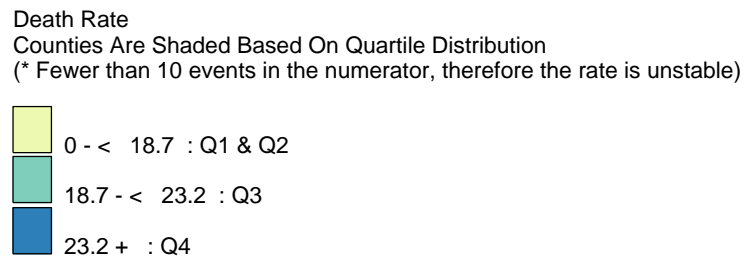 Death Rate
Counties Are Shaded Based On Quartile Distribution
(* Fewer than 10 events in the numerator, therefore the rate is unstable)
0 - < 18.7 : Q1 & Q2
18.7 - < 23.2 : Q3
23.2 + : Q4